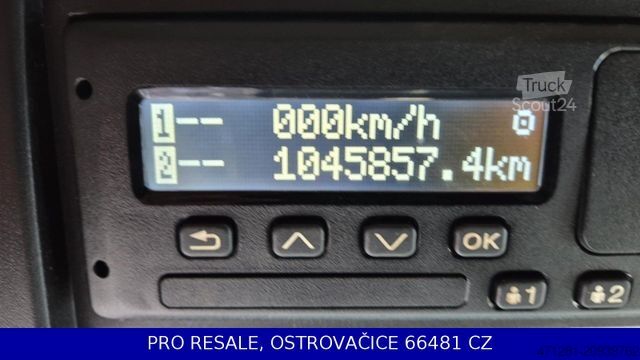 Truck
Scout24
1-- 000km/h
2-- 1045857.4km
OK
1 2
PRO RESALE, OSTROVAČICE 66481 CZ